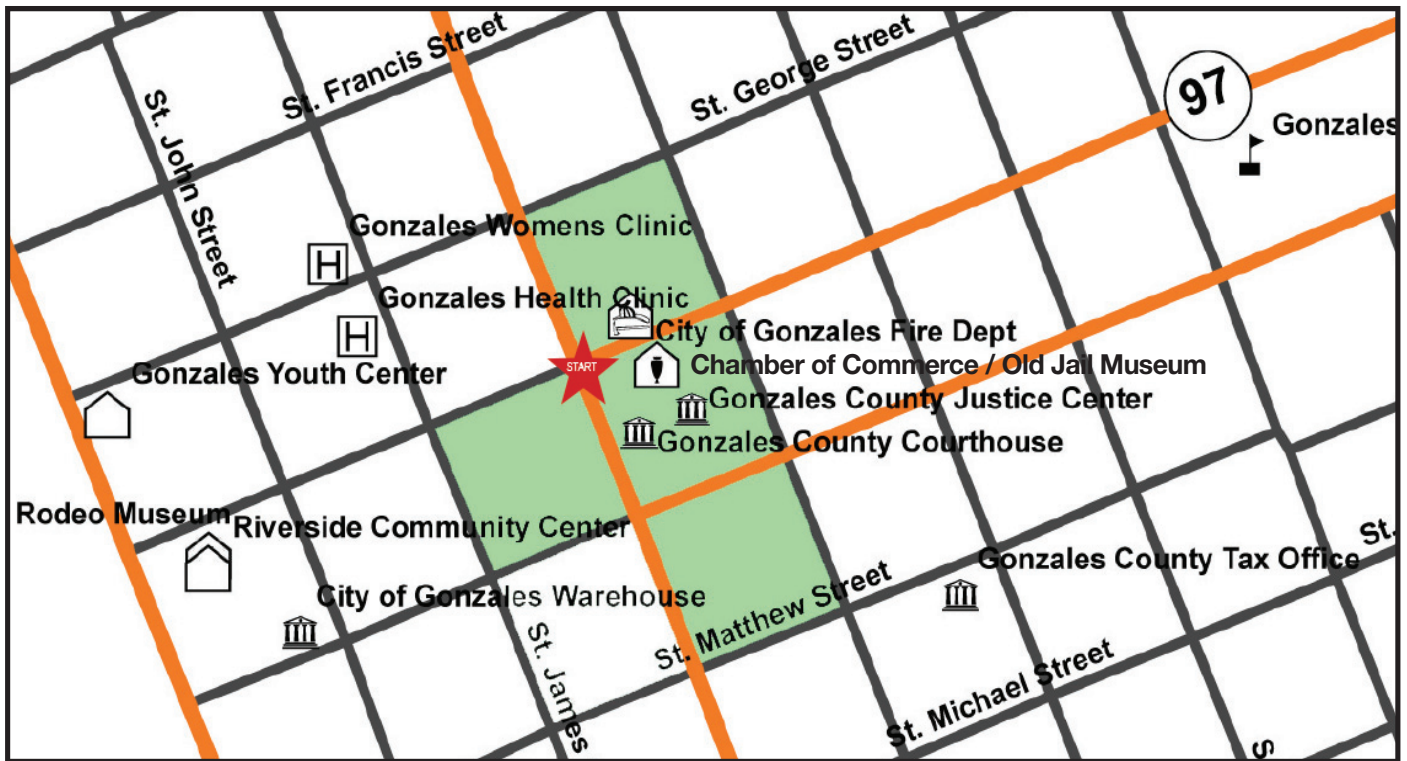 St. Francis Street
St. George Street
97
Gonzales
St. John Street
Gonzales Womens Clinic
H
Gonzales Health Clinic
City of Gonzales Fire Dept
H
START
Chamber of Commerce / Old Jail Museum
Gonzales Youth Center
Gonzales County Justice Center
Gonzales County Courthouse
Rodeo Museum
Riverside Community Center
St.
Gonzales County Tax Office
City of Gonzales Warehouse
St. Matthew Street
St. James
St. Michael Street
S